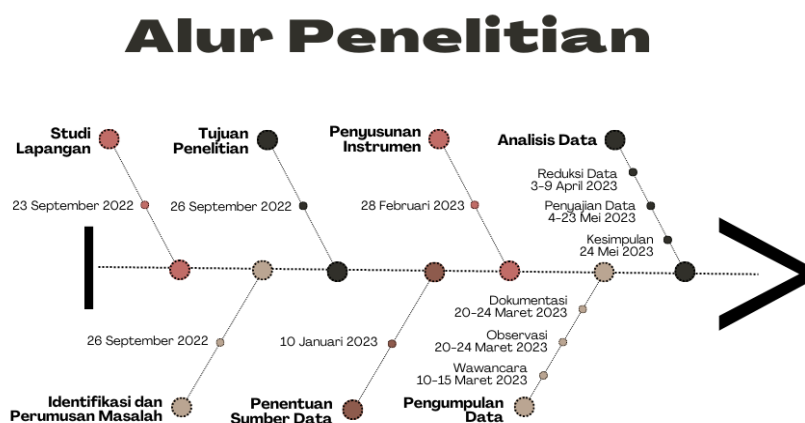 Alur Penelitian
Studi
Lapangan
23 September 2022
Tujuan
Penelitian
26 September 2022
Penyusunan
Instrumen
28 Februari 2023
Analisis Data
Reduksi Data
3-9 April 2023
Penyajian Data
4-23 Mei 2023
Kesimpulan
24 Mei 2023
26 September 2022
Identifikasi dan
Perumusan Masalah
10 Januari 2023
Penentuan
Sumber Data
Dokumentasi
20-24 Maret 2023
Observasi
20-24 Maret 2023
Wawancara
10-15 Maret 2023
Pengumpulan
Data